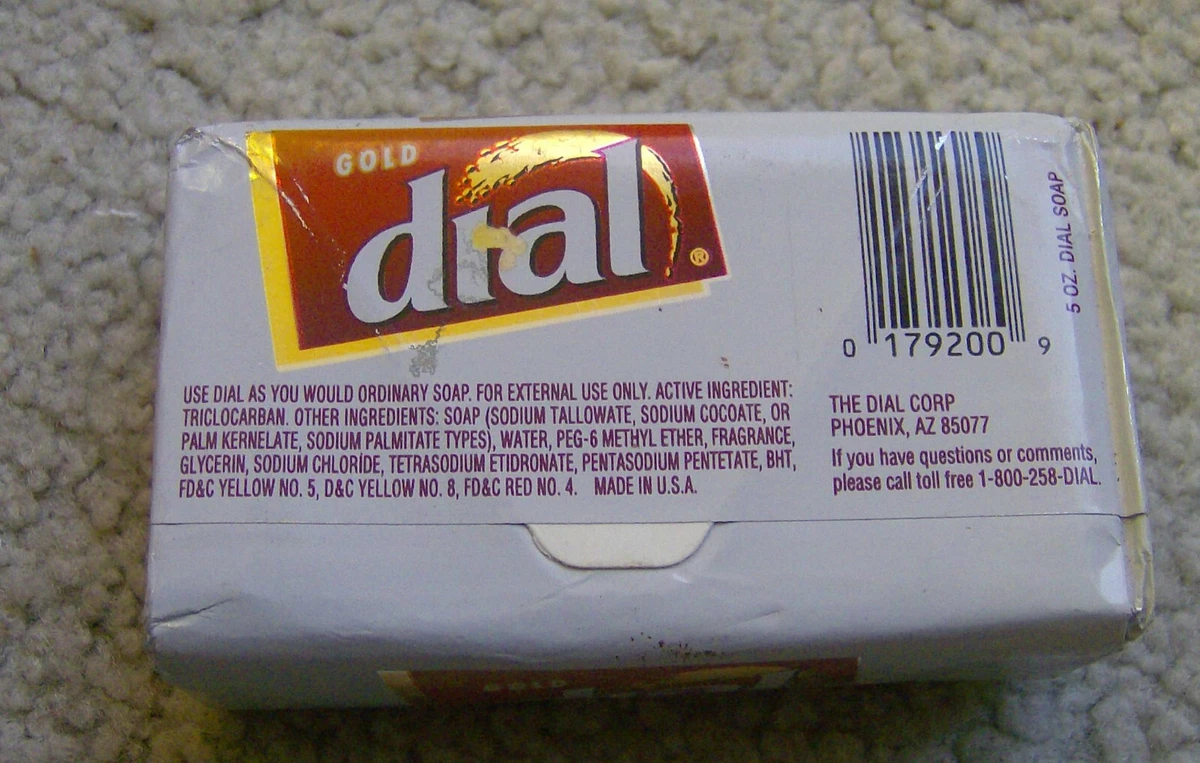 GOLD
dial®
0 179200 9
5 OZ. DIAL SOAP
USE DIAL AS YOU WOULD ORDINARY SOAP. FOR EXTERNAL USE ONLY. ACTIVE INGREDIENT:
TRICLOCARBAN. OTHER INGREDIENTS: SOAP (SODIUM TALLOWATE, SODIUM COCOATE, OR
PALM KERNELATE, SODIUM PALMITATE TYPES), WATER, PEG-6 METHYL ETHER, FRAGRANCE,
GLYCERIN, SODIUM CHLORIDE, TETRASODIUM ETIDRONATE, PENTASODIUM PENTETATE, BHT,
FD&C YELLOW NO. 5, D&C YELLOW NO. 8, FD&C RED NO. 4. MADE IN U.S.A.
THE DIAL CORP
PHOENIX, AZ 85077
If you have questions or comments,
please call toll free 1-800-258-DIAL.
GOLD